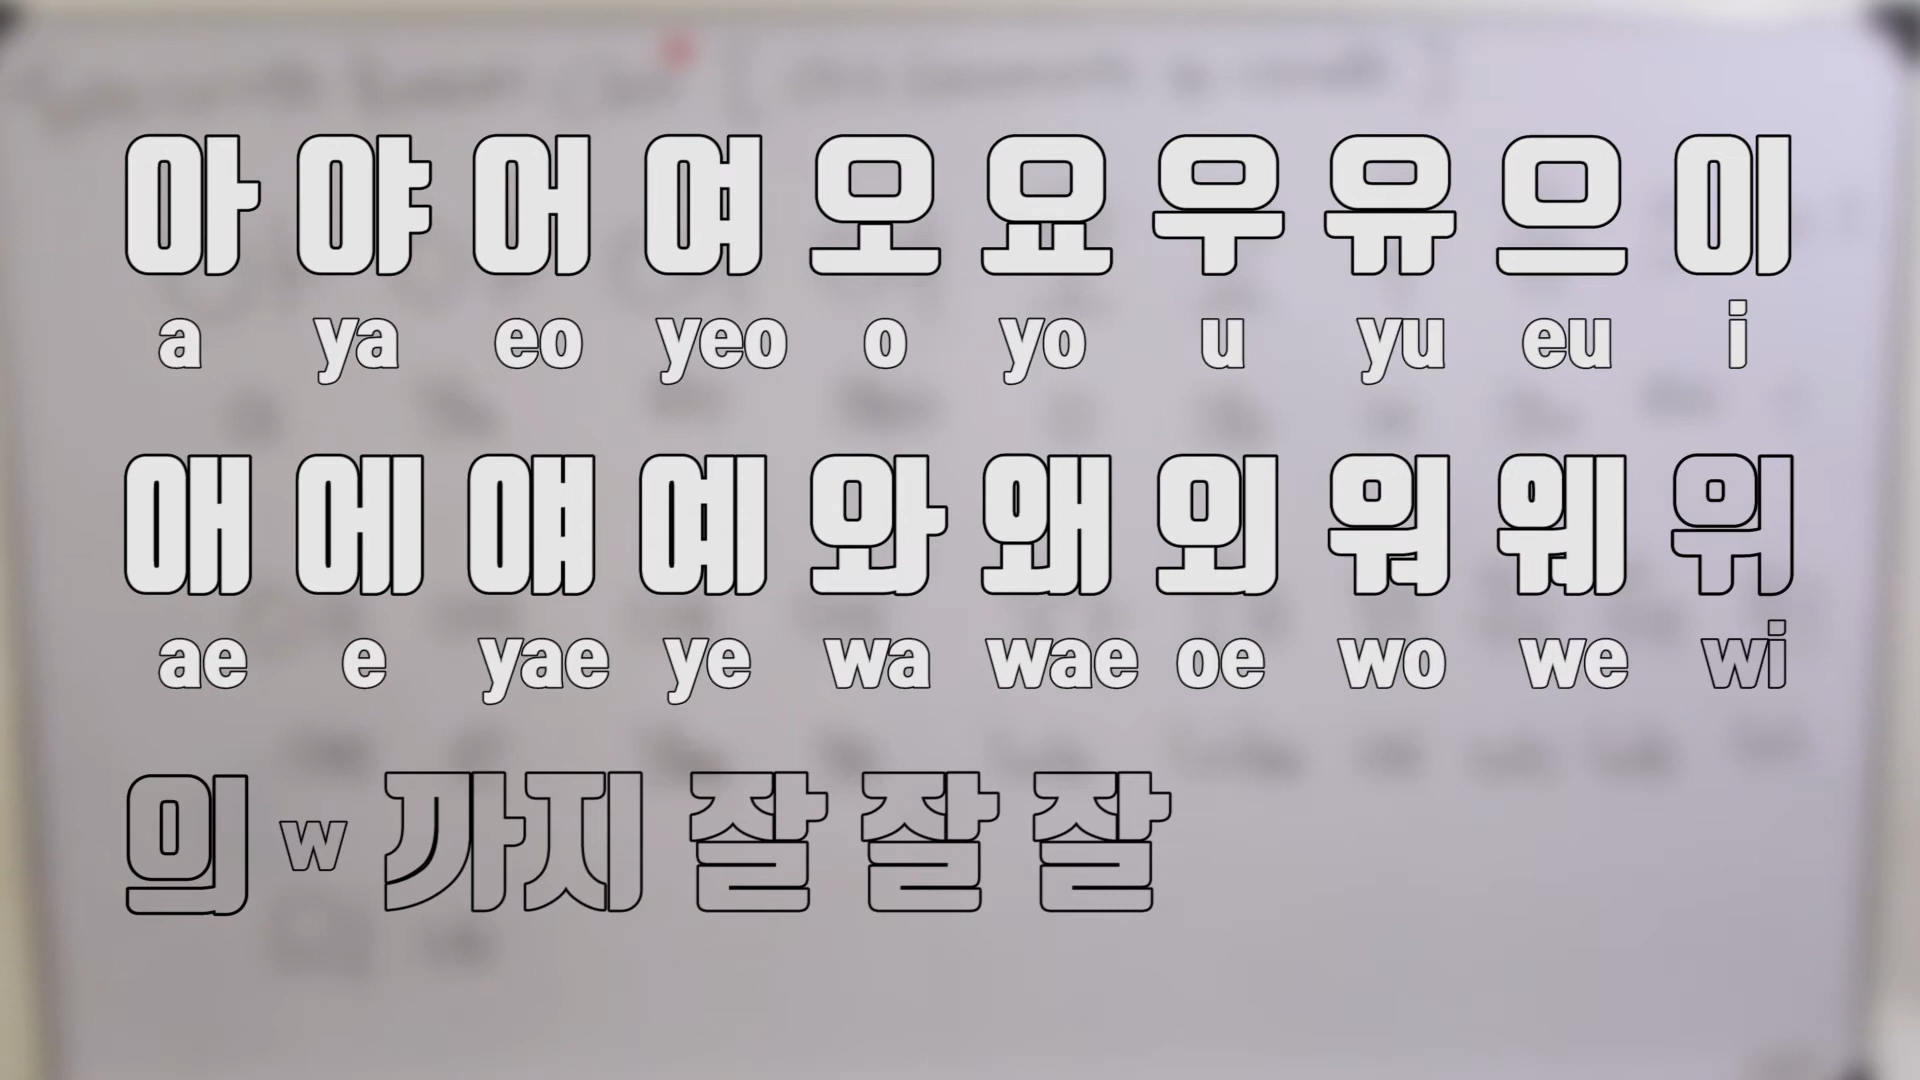 아 야 어 여 오 요 우 유 으 이
a ya eo yeo o yo u yu eu i
애 에 얘 예 와 왜 외 워 웨 위
ae e yae ye wa wae oe wo we wi
의 w 까지 잘 잘 잘